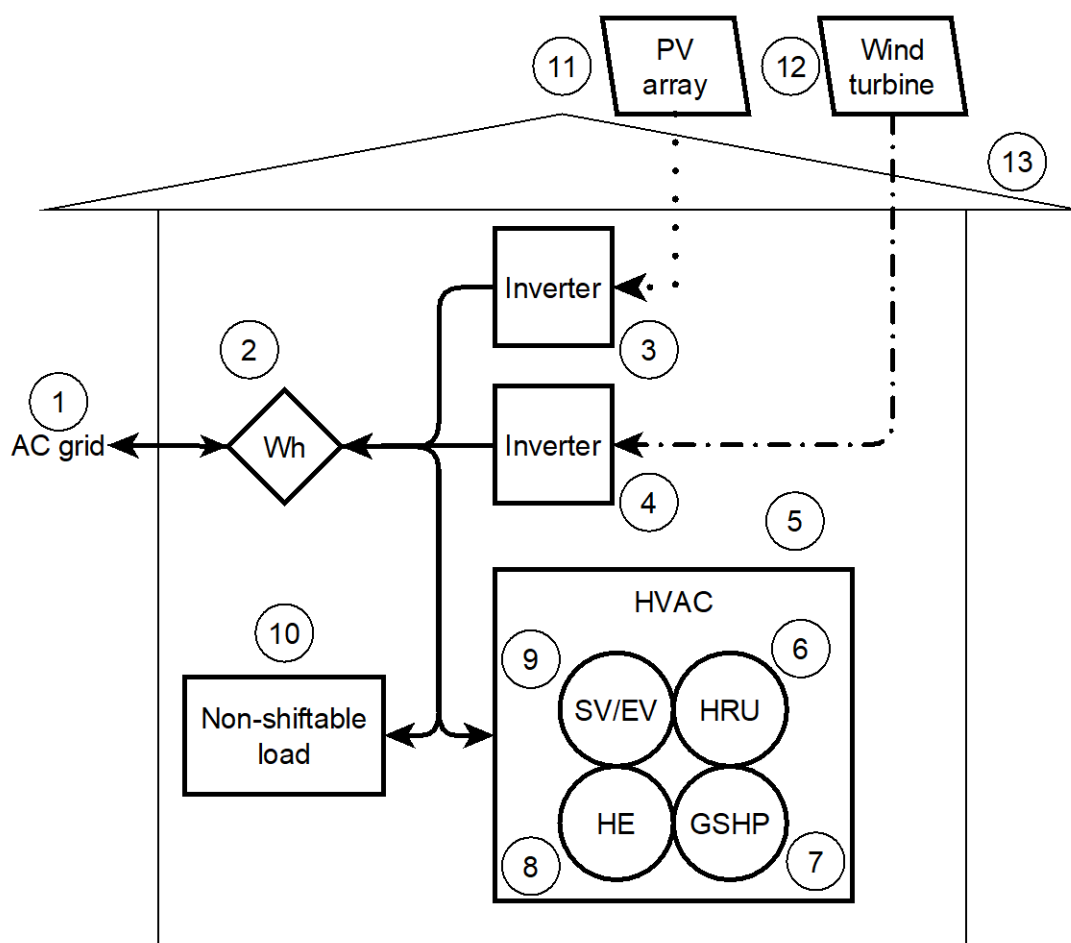 11
PV
array
12
Wind
turbine
13
Inverter
3
2
1
AC grid
Wh
Inverter
4
5
HVAC
10
9
6
Non-shiftable
load
SV/EV
HRU
HE
GSHP
8
7